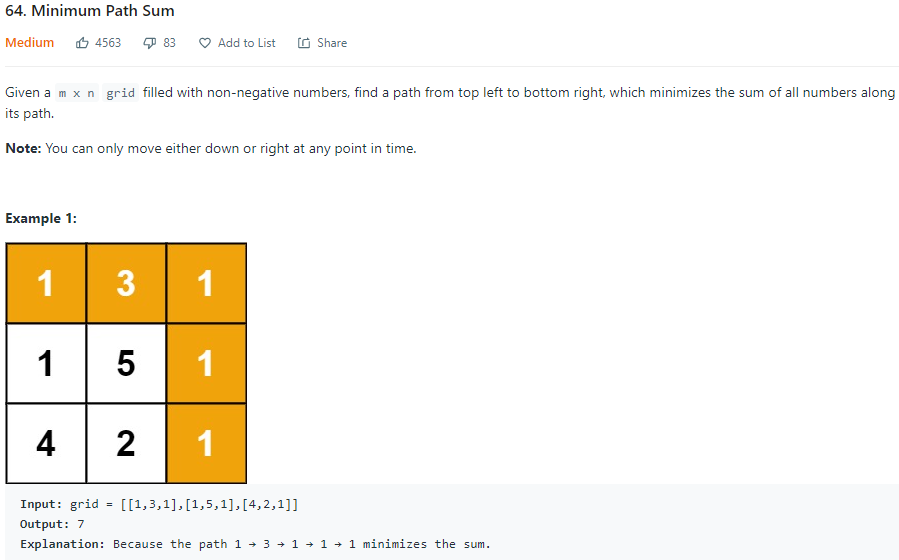 64. Minimum Path Sum
Medium 4563 83 Add to List Share
Given a m x n grid filled with non-negative numbers, find a path from top left to bottom right, which minimizes the sum of all numbers along
its path.
Note: You can only move either down or right at any point in time.
Example 1:
1 3 1
1 5 1
4 2 1
Input: grid = [[1,3,1],[1,5,1],[4,2,1]]
Output: 7
Explanation: Because the path 1 → 3 → 1 → 1 → 1 minimizes the sum.